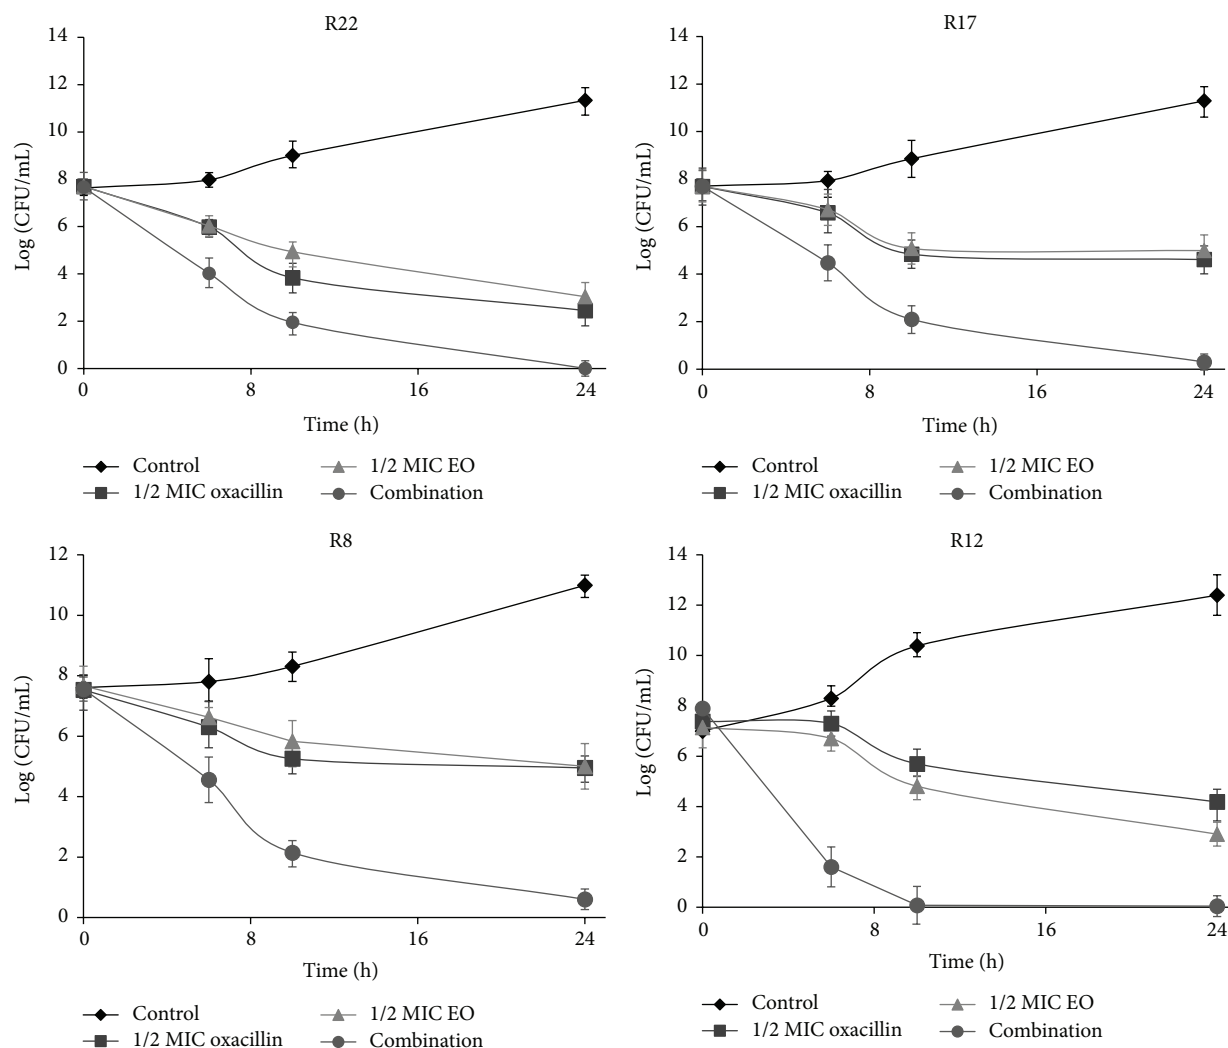 R22
14
12
10
8
6
4
2
0
Log (CFU/mL)
0 8 16 24
Time (h)
Control
1/2 MIC EO
1/2 MIC oxacillin
Combination
R17
14
12
10
8
6
4
2
0
Log (CFU/mL)
0 8 16 24
Time (h)
Control
1/2 MIC EO
1/2 MIC oxacillin
Combination
R8
12
10
8
6
4
2
0
Log (CFU/mL)
0 8 16 24
Time (h)
Control
1/2 MIC EO
1/2 MIC oxacillin
Combination
R12
14
12
10
8
6
4
2
0
Log (CFU/mL)
0 8 16 24
Time (h)
Control
1/2 MIC EO
1/2 MIC oxacillin
Combination